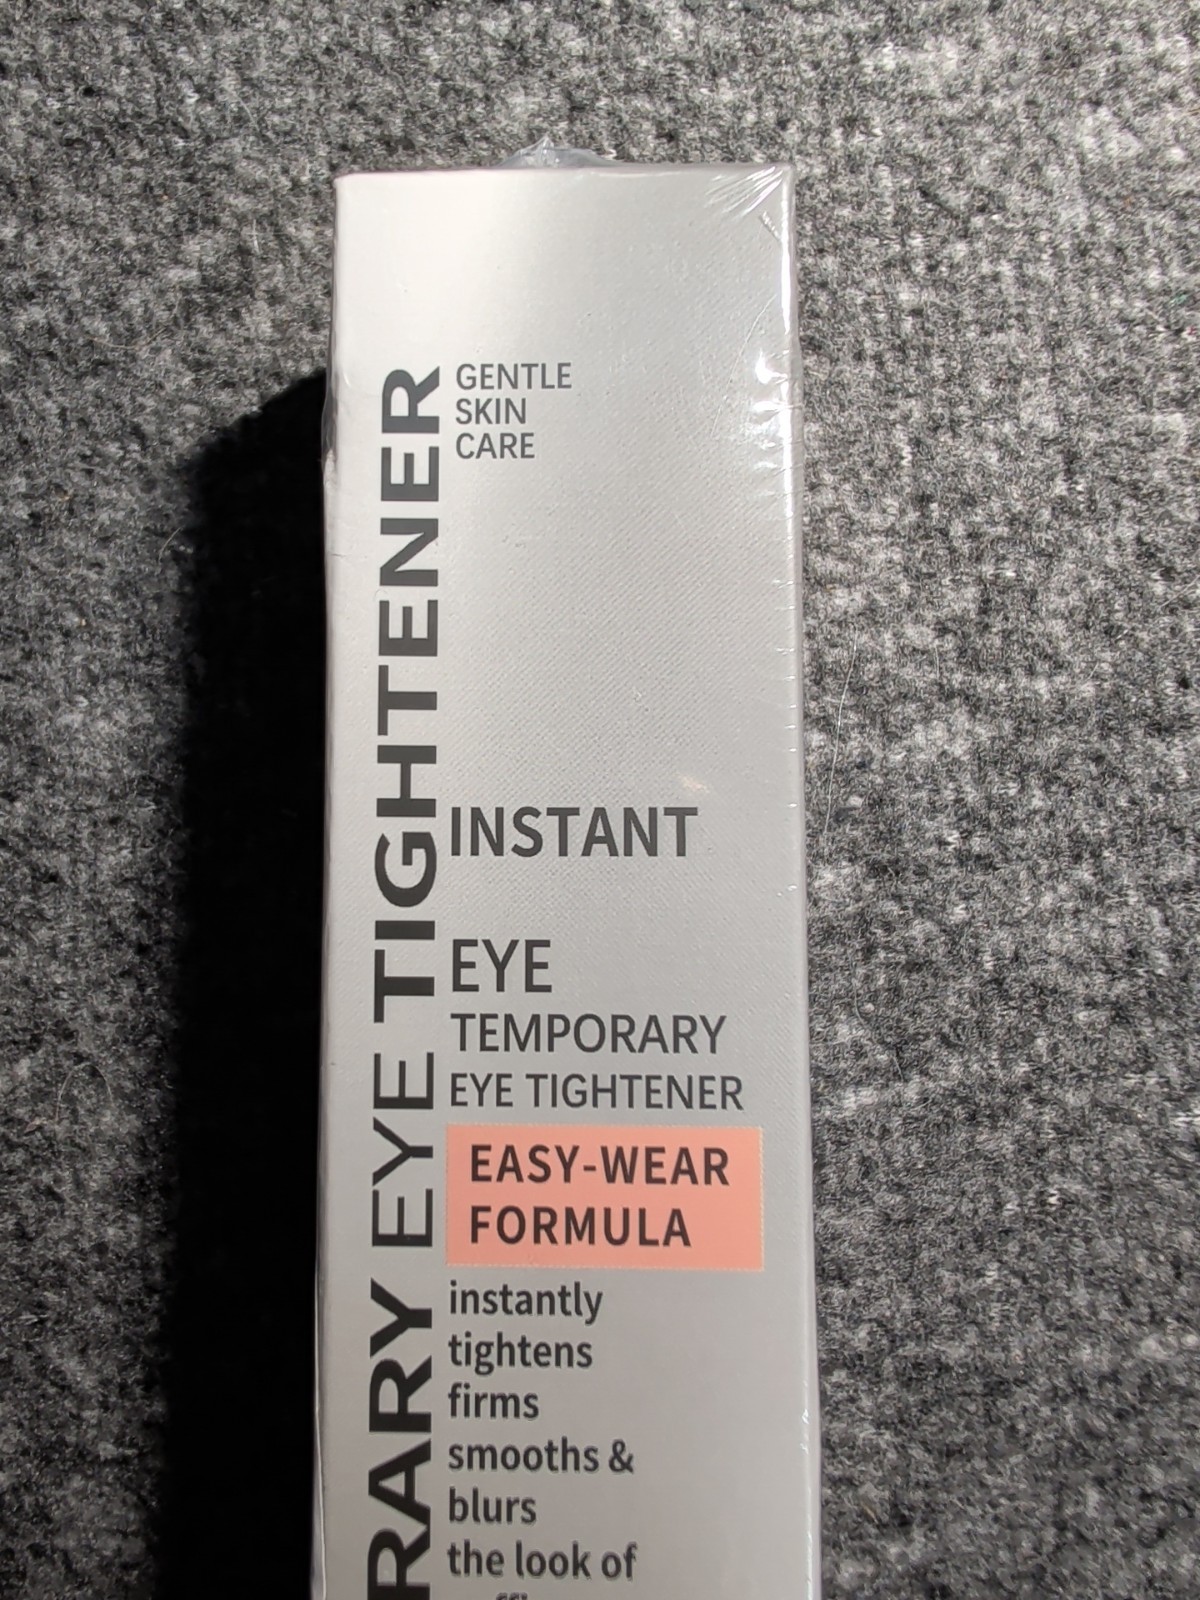 GENTLE
SKIN
CARE
RARY EYE TIGHTENER
INSTANT
EYE
TEMPORARY
EYE TIGHTENER
EASY-WEAR
FORMULA
instantly
tightens
firms
smooths &
blurs
the look of